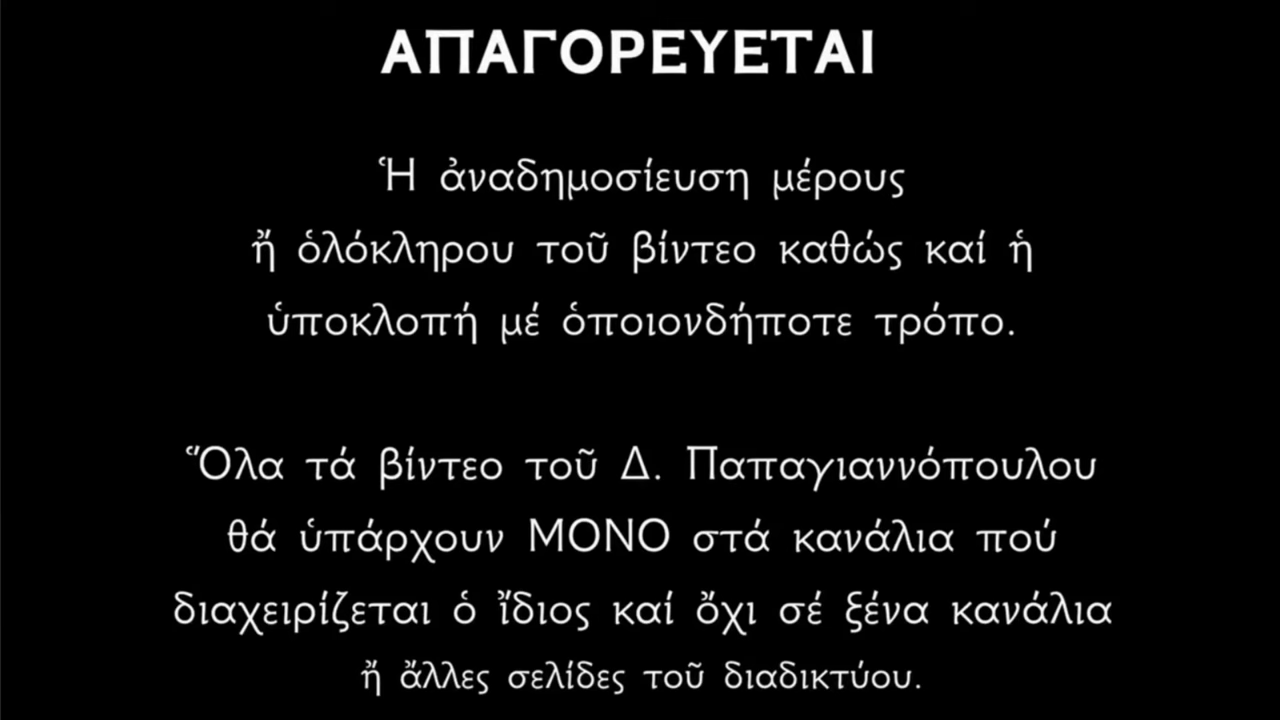 ΑΠΑΓΟΡΕΥΕΤΑΙ
Ἡ ἀναδημοσίευση μέρους
ἤ ὁλόκληρου τοῦ βίντεο καθώς καί ἡ
ὑποκλοπή μέ ὁποιονδήποτε τρόπο.
Ὅλα τά βίντεο τοῦ Δ. Παπαγιαννόπουλου
θά ὑπάρχουν ΜΟΝΟ στά κανάλια πού
διαχειρίζεται ὁ ἴδιος καί ὄχι σέ ξένα κανάλια
ἤ ἄλλες σελίδες τοῦ διαδικτύου.